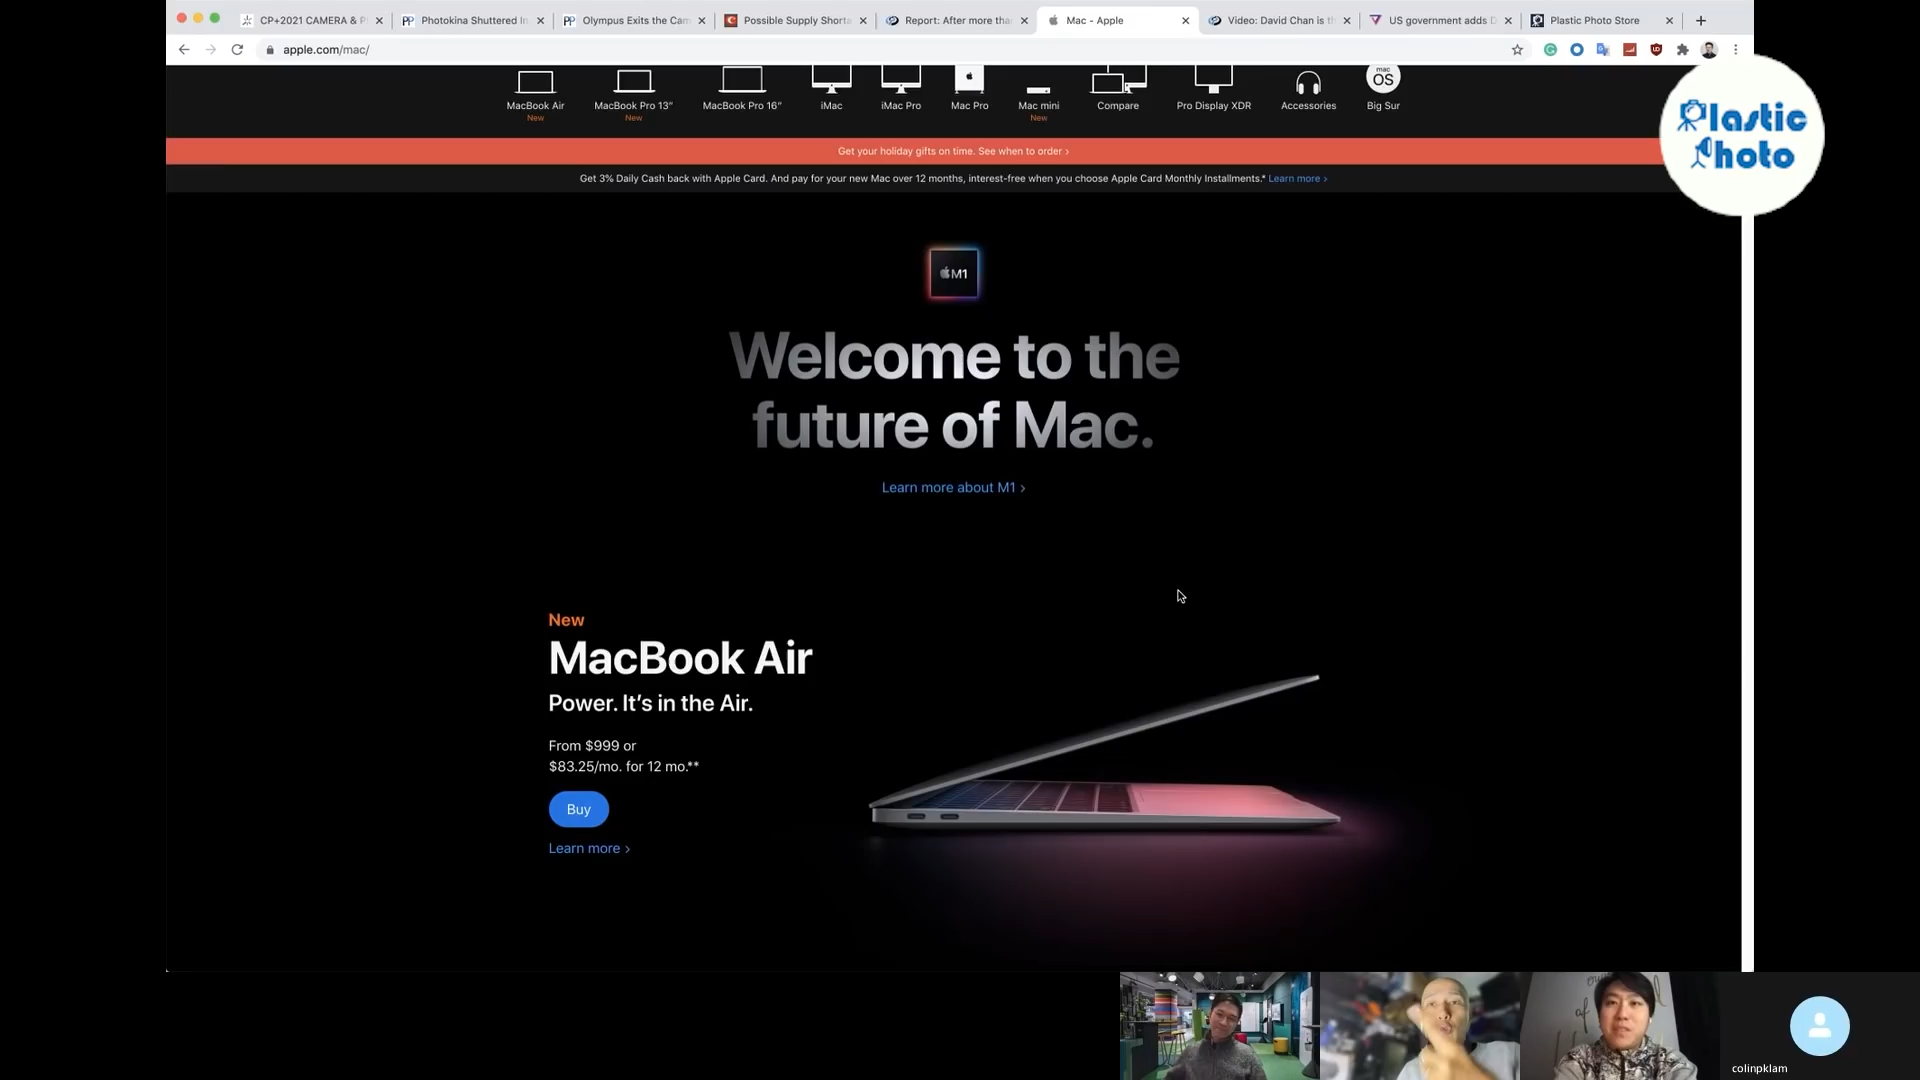 CP+2021 CAMERA & P
Photokina Shuttered In
Olympus Exits the Cam
Possible Supply Shorta
Report: After more tha
Mac - Apple
Video: David Chan is th
US government adds D
Plastic Photo Store
apple.com/mac/
MacBook Air
New
MacBook Pro 13"
New
MacBook Pro 16"
iMac
iMac Pro
Mac Pro
Mac mini
New
Compare
Pro Display XDR
Accessories
mac
OS
Big Sur
Plastic
Photo
Get your holiday gifts on time. See when to order >
Get 3% Daily Cash back with Apple Card. And pay for your new Mac over 12 months, interest-free when you choose Apple Card Monthly Installments.* Learn more >
M1
Welcome to the
future of Mac.
Learn more about M1 >
New
MacBook Air
Power. It's in the Air.
From $999 or
$83.25/mo. for 12 mo.**
Buy
Learn more >
colinpklam